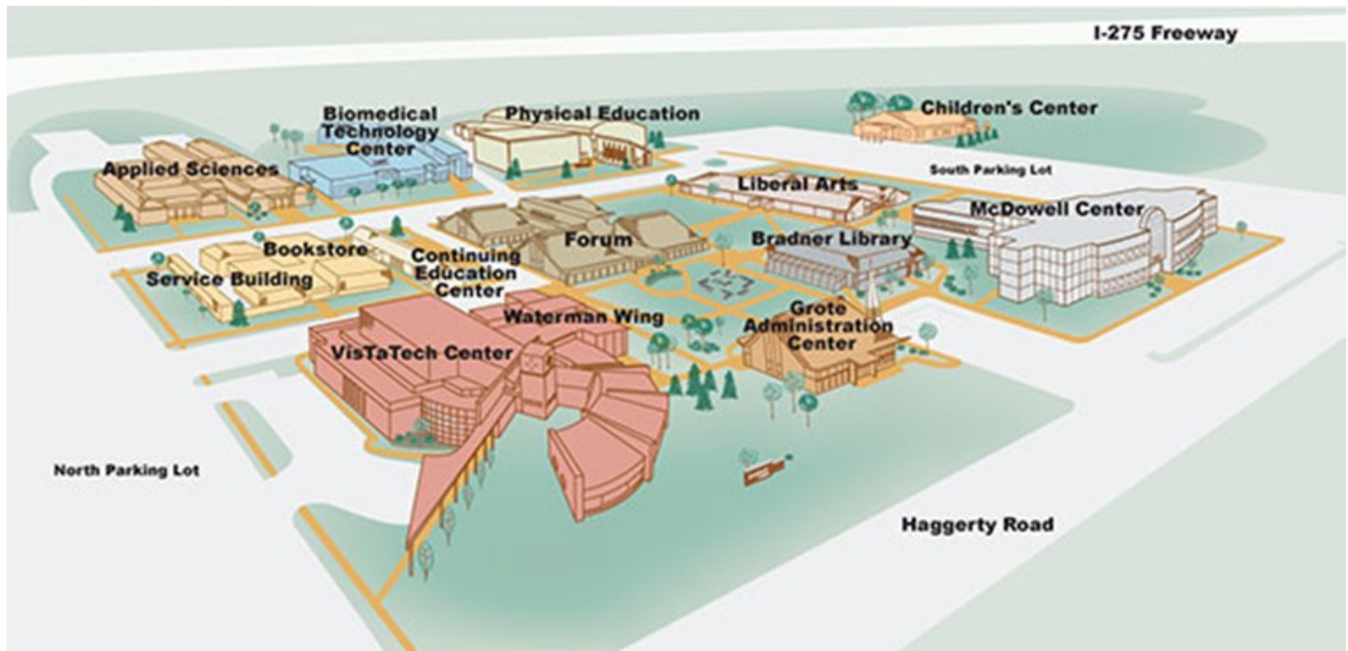 I-275 Freeway
Biomedical
Technology
Center
Physical Education
Children's Center
Applied Sciences
South Parking Lot
Liberal Arts
McDowell Center
Bookstore
Forum
Bradner Library
Continuing
Education
Center
Service Building
Waterman Wing
Grote
Administration
Center
VisTaTech Center
North Parking Lot
Haggerty Road